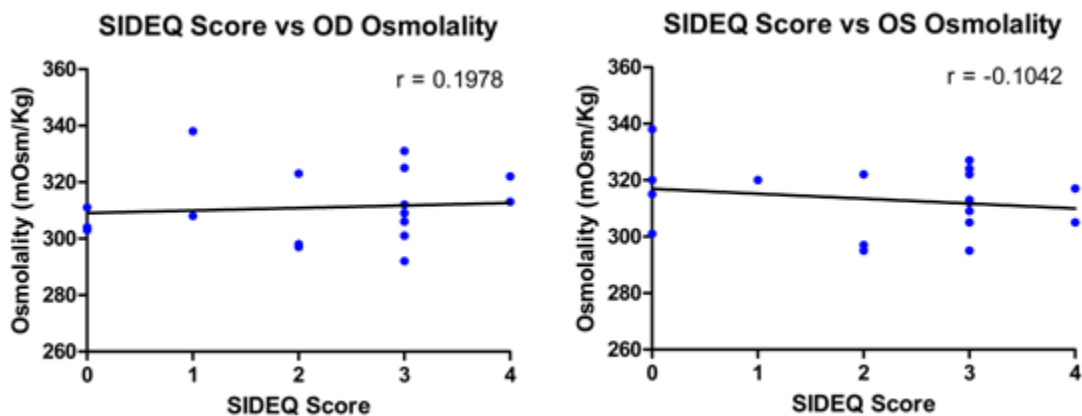 SIDEQ Score vs OD Osmolality
r = 0.1978
Osmolality (mOsm/Kg)
360
340
320
300
280
260
0 1 2 3 4
SIDEQ Score
SIDEQ Score vs OS Osmolality
r = -0.1042
Osmolality (mOsm/Kg)
360
340
320
300
280
260
0 1 2 3 4
SIDEQ Score